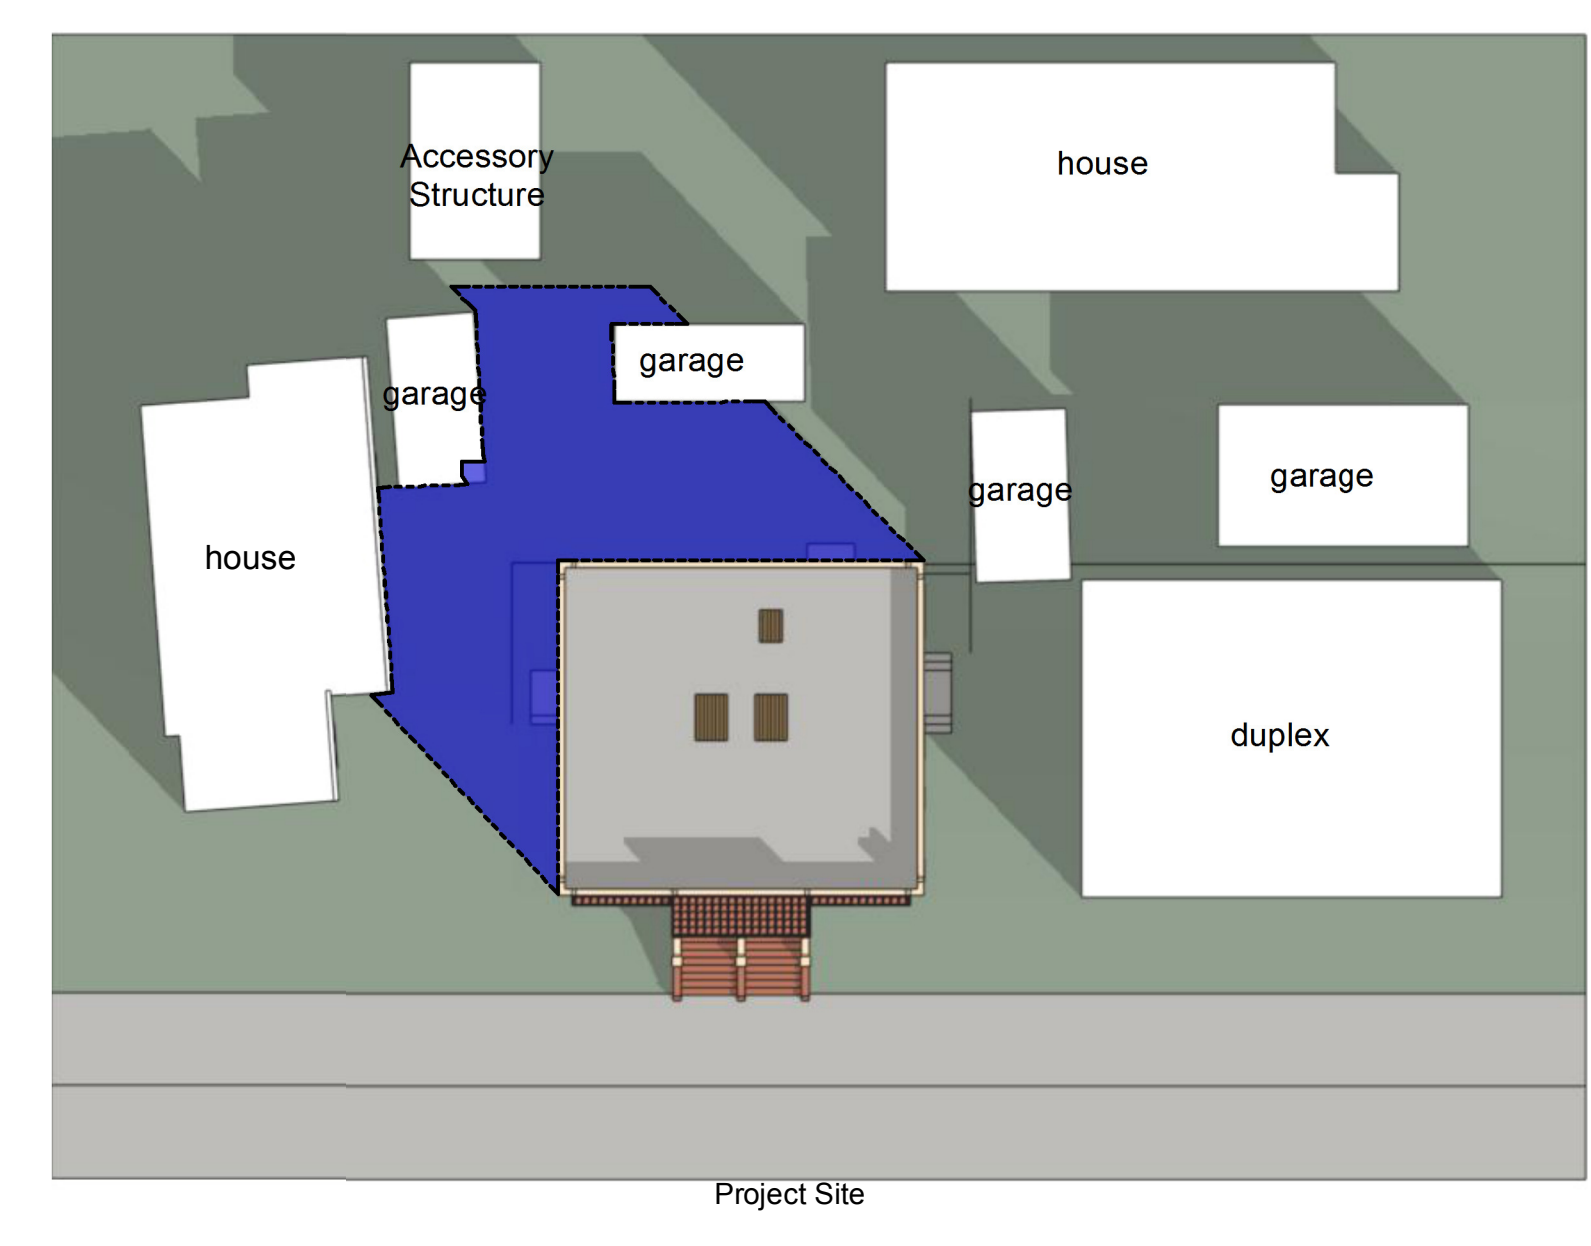 Accessory
Structure
house
garage
garage
garage
garage
house
duplex
Project Site